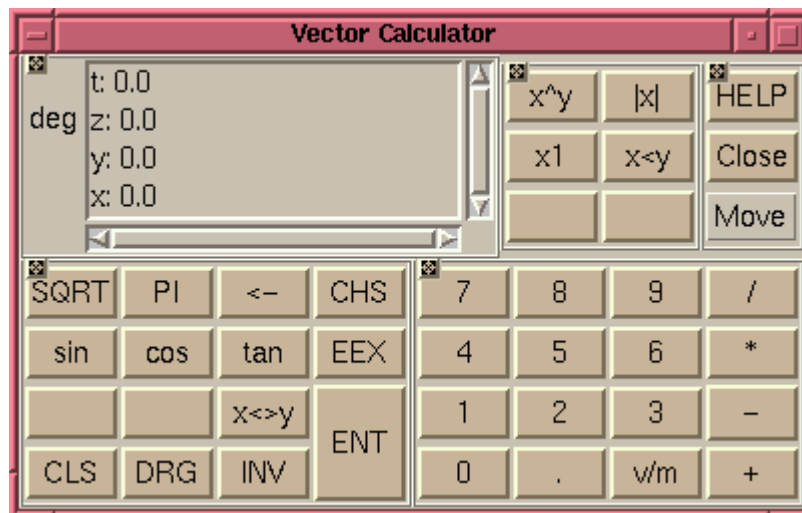 Vector Calculator
deg
t: 0.0
z: 0.0
y: 0.0
x: 0.0
x^y |x|
x1 x<y
HELP
Close
Move
SQRT PI <– CHS
sin cos tan EEX
x<>y ENT
CLS DRG INV
7 8 9 /
4 5 6 *
1 2 3 –
0 . v/m +